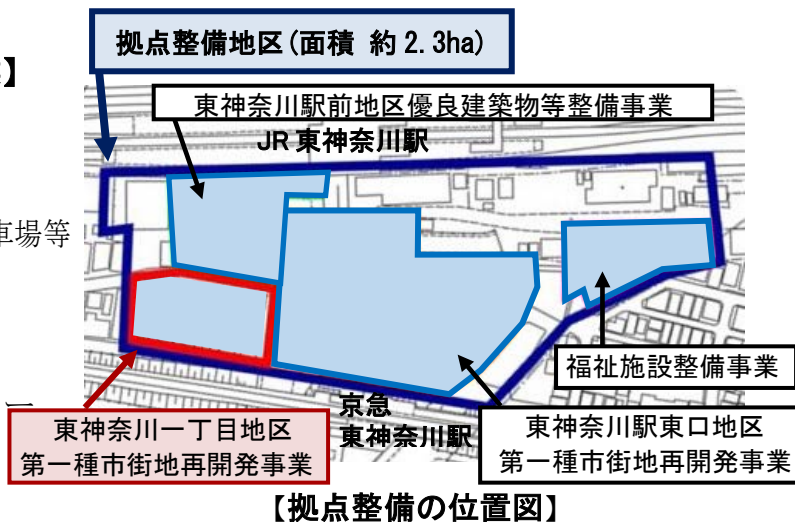 拠点整備地区(面積 約 2.3ha)
】
東神奈川駅前地区優良建築物等整備事業
JR 東神奈川駅
車場等
福祉施設整備事業
京急
東神奈川駅
東神奈川一丁目地区
第一種市街地再開発事業
東神奈川駅東口地区
第一種市街地再開発事業
【拠点整備の位置図】